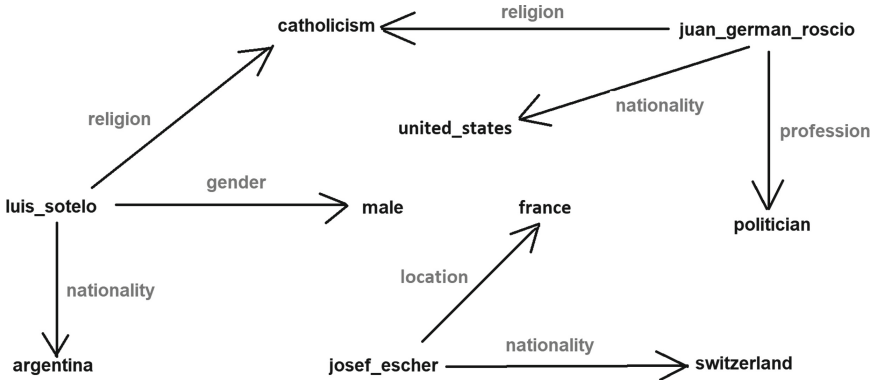 religion
catholicism
juan_german_roscio
nationality
united_states
religion
profession
gender
luis_sotelo
male
france
politician
location
nationality
nationality
argentina
josef_escher
switzerland